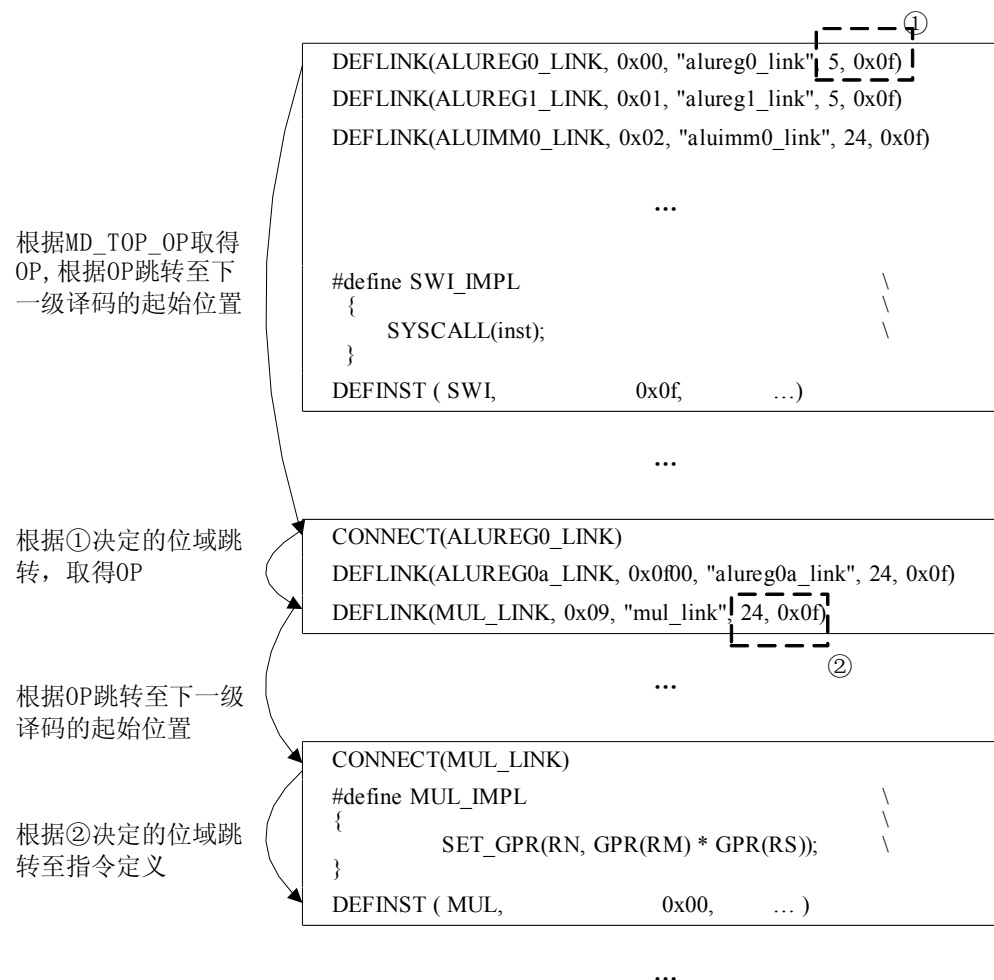 ①
DEFLINK(ALUREG0_LINK, 0x00, "alureg0_link", 5, 0x0f)
DEFLINK(ALUREG1_LINK, 0x01, "alureg1_link", 5, 0x0f)
DEFLINK(ALUIMM0_LINK, 0x02, "aluimm0_link", 24, 0x0f)
...
根据MD_TOP_OP取得
OP,根据OP跳转至下
一级译码的起始位置
#define SWI_IMPL \
{ \
SYSCALL(inst); \
}
DEFINST ( SWI, 0x0f, …)
...
根据①决定的位域跳
转，取得OP
CONNECT(ALUREG0_LINK)
DEFLINK(ALUREG0a_LINK, 0x0f00, "alureg0a_link", 24, 0x0f)
DEFLINK(MUL_LINK, 0x09, "mul_link", 24, 0x0f)
②
...
根据OP跳转至下一级
译码的起始位置
CONNECT(MUL_LINK)
#define MUL_IMPL \
{ \
SET_GPR(RN, GPR(RM) * GPR(RS)); \
}
根据②决定的位域跳
转至指令定义
DEFINST ( MUL, 0x00, … )
...